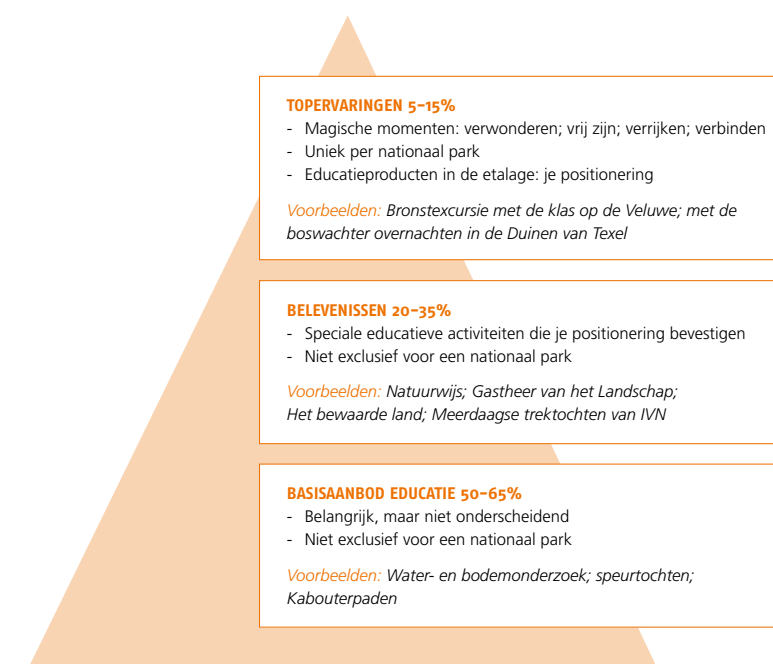 TOPERVARINGEN 5–15%
- Magische momenten: verwonderen; vrij zijn; verrijken; verbinden
- Uniek per nationaal park
- Educatieproducten in de etalage: je positionering
Voorbeelden: Bronstexcursie met de klas op de Veluwe; met de
boswachter overnachten in de Duinen van Texel
BELEVENISSEN 20–35%
- Speciale educatieve activiteiten die je positionering bevestigen
- Niet exclusief voor een nationaal park
Voorbeelden: Natuurwijs; Gastheer van het Landschap;
Het bewaarde land; Meerdaagse trektochten van IVN
BASISAANBOD EDUCATIE 50–65%
- Belangrijk, maar niet onderscheidend
- Niet exclusief voor een nationaal park
Voorbeelden: Water- en bodemonderzoek; speurtochten;
Kabouterpaden